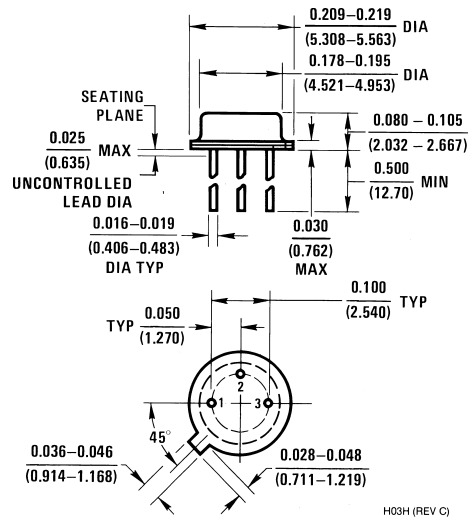 0.209–0.219
(5.308–5.563)
DIA
0.178–0.195
(4.521–4.953)
DIA
SEATING
PLANE
0.025
(0.635)
MAX
0.080 – 0.105
(2.032 – 2.667)
UNCONTROLLED
LEAD DIA
0.500
(12.70)
MIN
0.016–0.019
(0.406–0.483)
DIA TYP
0.030
(0.762)
MAX
0.100
(2.540)
TYP
TYP
0.050
(1.270)
2
1
3
45°
0.036–0.046
(0.914–1.168)
0.028–0.048
(0.711–1.219)
H03H (REV C)